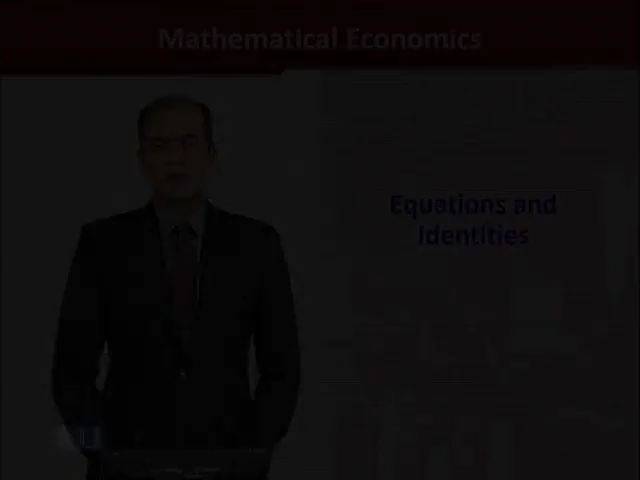 Mathematical Economics
Equations and
Identities